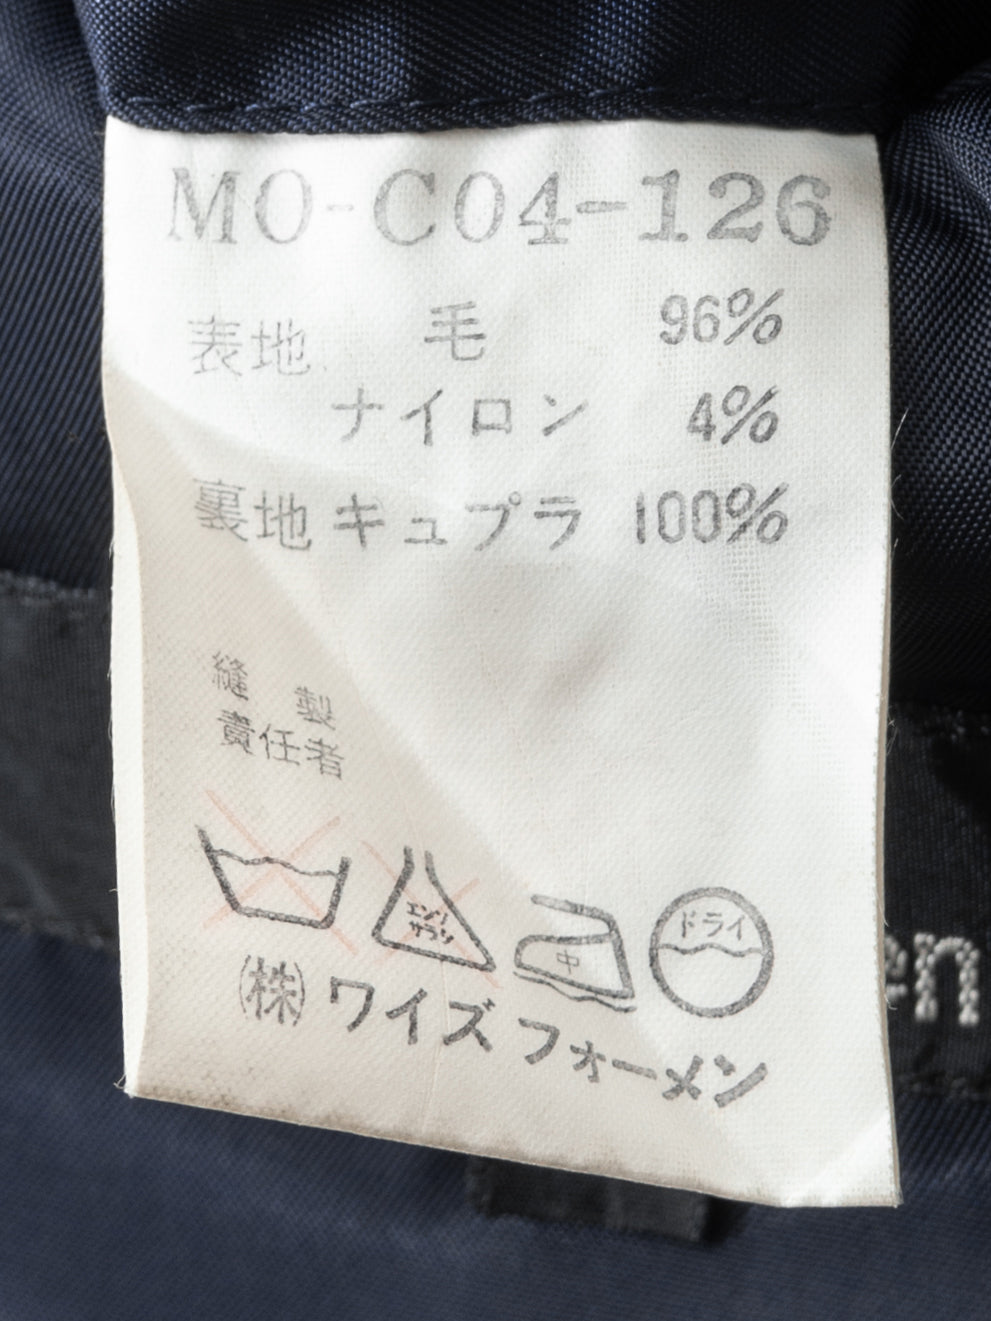 MO-C04-126
表地 毛 96%
ナイロン 4%
裏地 キュプラ 100%
縫製
責任者
エンソ
サラシ
中
ドライ
(株)ワイズフォーメン
en